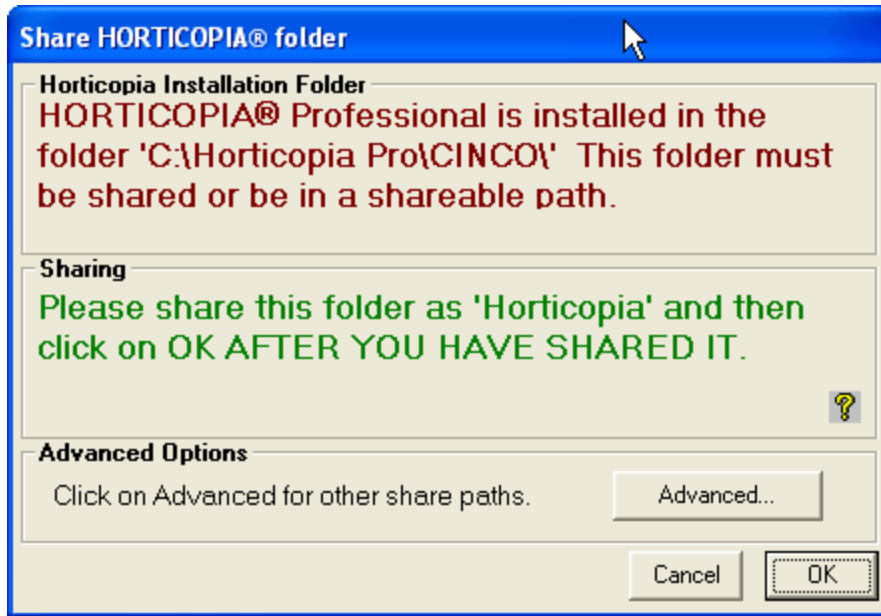 Share HORTICOPIA® folder
Horticopia Installation Folder
HORTICOPIA® Professional is installed in the
folder 'C:\Horticopia Pro\CINCO\'  This folder must
be shared or be in a shareable path.
Sharing
Please share this folder as 'Horticopia' and then
click on OK AFTER YOU HAVE SHARED IT.
?
Advanced Options
Click on Advanced for other share paths.
Advanced...
Cancel
OK